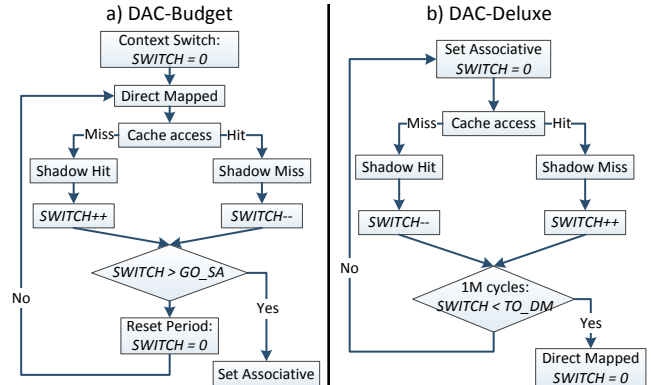 a) DAC-Budget
Context Switch:
SWITCH = 0
Direct Mapped
Cache access
Miss
Hit
Shadow Hit
Shadow Miss
SWITCH++
SWITCH--
SWITCH > GO_SA
No
Yes
Reset Period:
SWITCH = 0
Set Associative
b) DAC-Deluxe
Set Associative
SWITCH = 0
Cache access
Miss
Hit
Shadow Hit
Shadow Miss
SWITCH--
SWITCH++
1M cycles:
SWITCH < TO_DM
No
Yes
Direct Mapped
SWITCH = 0